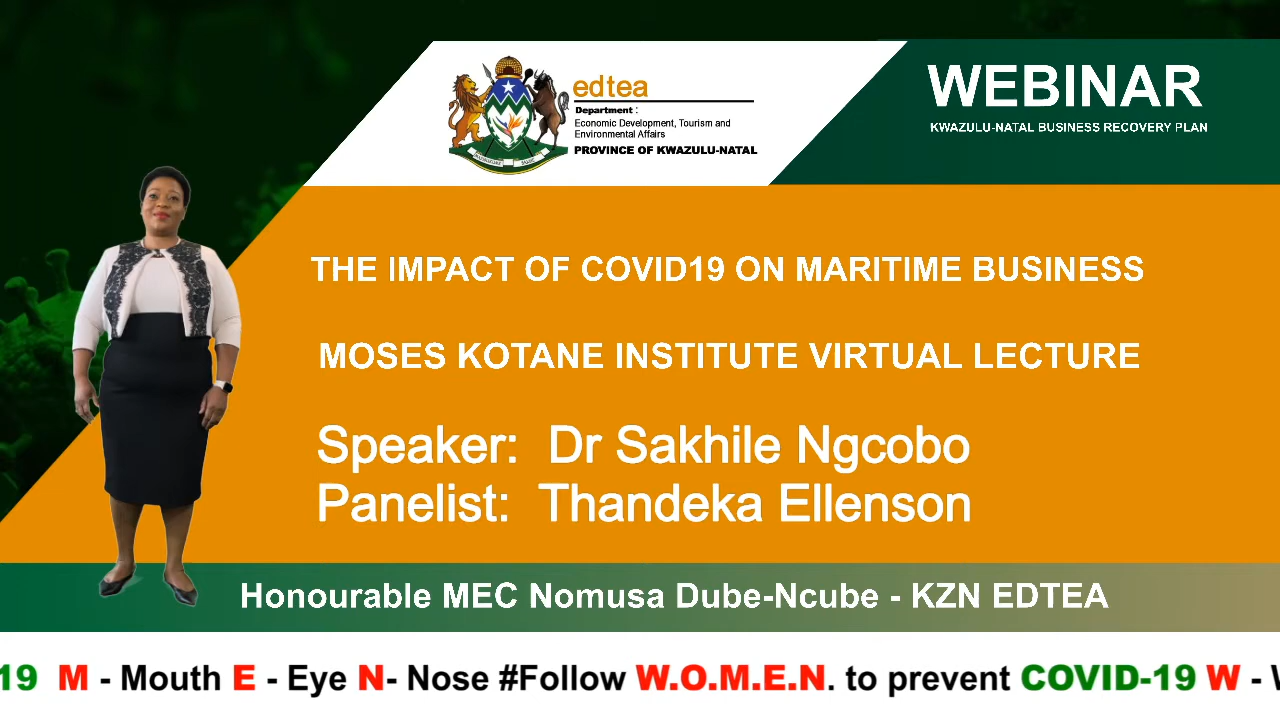 edtea
Department:
Economic Development, Tourism and
Environmental Affairs
PROVINCE OF KWAZULU-NATAL
WEBINAR
KWAZULU-NATAL BUSINESS RECOVERY PLAN
THE IMPACT OF COVID19 ON MARITIME BUSINESS
MOSES KOTANE INSTITUTE VIRTUAL LECTURE
Speaker: Dr Sakhile Ngcobo
Panelist: Thandeka Ellenson
Honourable MEC Nomusa Dube-Ncube - KZN EDTEA
19 M - Mouth E - Eye N- Nose #Follow W.O.M.E.N. to prevent COVID-19 W -